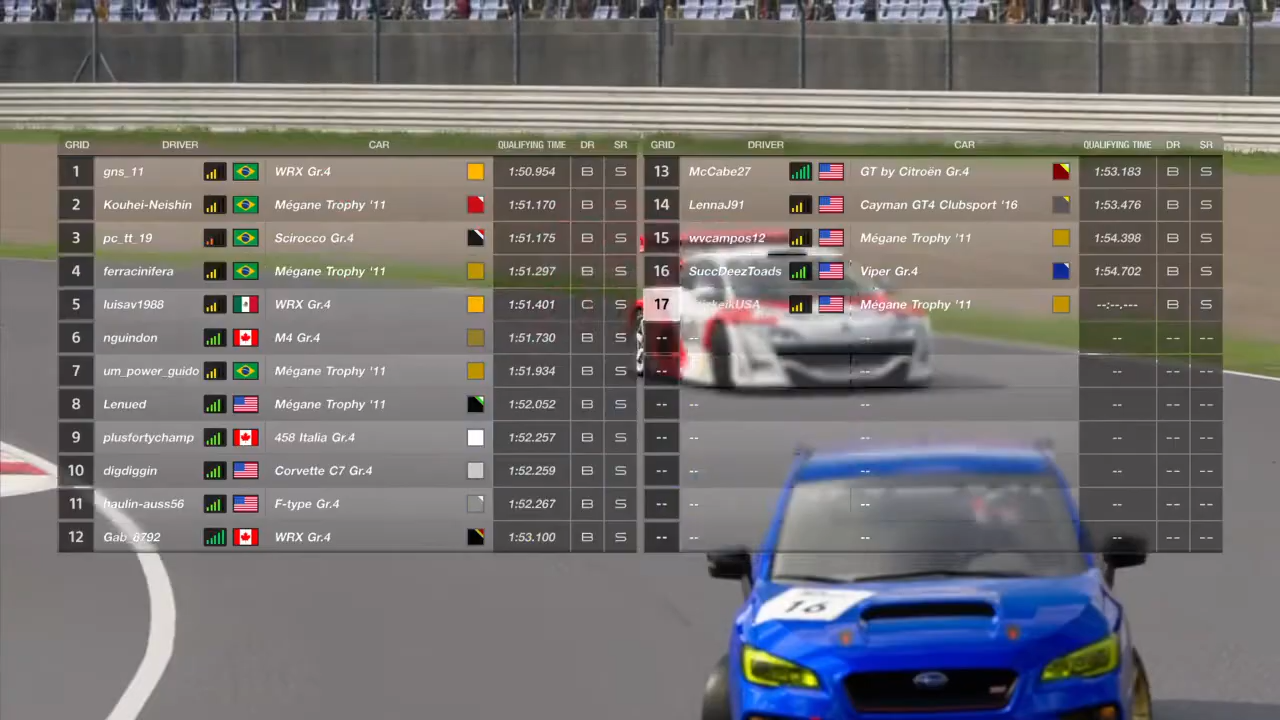 GRID DRIVER CAR QUALIFYING TIME DR SR
1 gns_11 WRX Gr.4 1:50.954 B S
2 Kouhei-Neishin Mégane Trophy '11 1:51.170 B S
3 pc_tt_19 Scirocco Gr.4 1:51.175 B S
4 ferracinifera Mégane Trophy '11 1:51.297 B S
5 luisav1988 WRX Gr.4 1:51.401 C S
6 nguindon M4 Gr.4 1:51.730 B S
7 um_power_guido Mégane Trophy '11 1:51.934 B S
8 Lenued Mégane Trophy '11 1:52.052 B S
9 plusfortychamp 458 Italia Gr.4 1:52.257 B S
10 digdiggin Corvette C7 Gr.4 1:52.259 B S
11 haulin-auss56 F-type Gr.4 1:52.267 B S
12 Gab_8792 WRX Gr.4 1:53.100 B S
GRID DRIVER CAR QUALIFYING TIME DR SR
13 McCabe27 GT by Citroën Gr.4 1:53.183 B S
14 LennaJ91 Cayman GT4 Clubsport '16 1:53.476 B S
15 wvcampos12 Mégane Trophy '11 1:54.398 B S
16 SuccDeezToads Viper Gr.4 1:54.702 B S
17 Mégane Trophy '11 --:--.--- B S
-- -- -- -- -- --
-- -- -- -- -- --
-- -- -- -- -- --
-- -- -- -- -- --
-- -- -- -- -- --
-- -- -- -- -- --
-- -- -- -- -- --
16